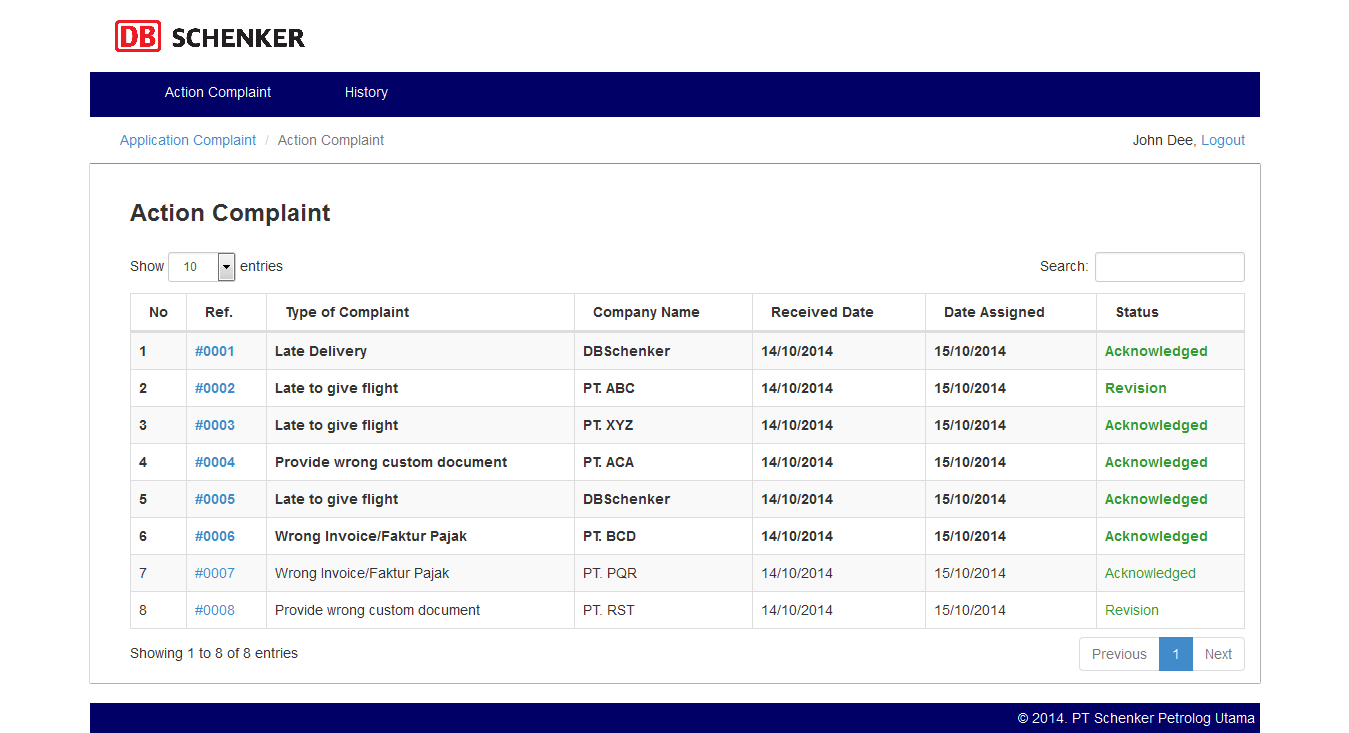 DB SCHENKER
Action Complaint History
Application Complaint / Action Complaint John Dee, Logout
Action Complaint
Show 10 entries Search:
No Ref. Type of Complaint Company Name Received Date Date Assigned Status
1 #0001 Late Delivery DBSchenker 14/10/2014 15/10/2014 Acknowledged
2 #0002 Late to give flight PT. ABC 14/10/2014 15/10/2014 Revision
3 #0003 Late to give flight PT. XYZ 14/10/2014 15/10/2014 Acknowledged
4 #0004 Provide wrong custom document PT. ACA 14/10/2014 15/10/2014 Acknowledged
5 #0005 Late to give flight DBSchenker 14/10/2014 15/10/2014 Acknowledged
6 #0006 Wrong Invoice/Faktur Pajak PT. BCD 14/10/2014 15/10/2014 Acknowledged
7 #0007 Wrong Invoice/Faktur Pajak PT. PQR 14/10/2014 15/10/2014 Acknowledged
8 #0008 Provide wrong custom document PT. RST 14/10/2014 15/10/2014 Revision
Showing 1 to 8 of 8 entries Previous 1 Next
© 2014. PT Schenker Petrolog Utama